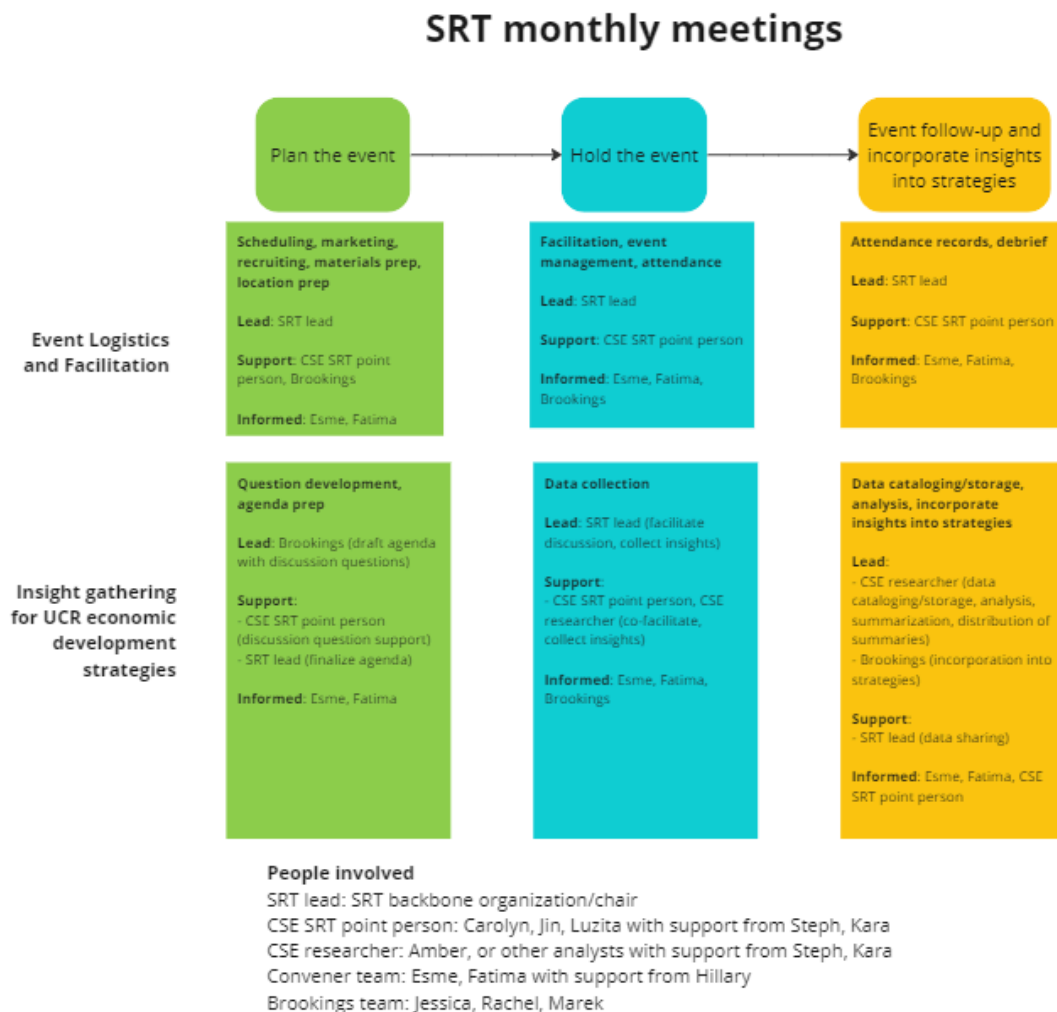 SRT monthly meetings
Plan the event
Hold the event
Event follow-up and
incorporate insights
into strategies
Event Logistics
and Facilitation
Scheduling, marketing,
recruiting, materials prep,
location prep
Lead: SRT lead
Support: CSE SRT point
person, Brookings
Informed: Esme, Fatima
Facilitation, event
management, attendance
Lead: SRT lead
Support: CSE SRT point person
Informed: Esme, Fatima,
Brookings
Attendance records, debrief
Lead: SRT lead
Support: CSE SRT point person
Informed: Esme, Fatima,
Brookings
Insight gathering
for UCR economic
development
strategies
Question development,
agenda prep
Lead: Brookings (draft agenda
with discussion questions)
Support:
- CSE SRT point person
(discussion question support)
- SRT lead (finalize agenda)
Informed: Esme, Fatima
Data collection
Lead: SRT lead (facilitate
discussion, collect insights)
Support:
- CSE SRT point person, CSE
researcher (co-facilitate,
collect insights)
Informed: Esme, Fatima,
Brookings
Data cataloging/storage,
analysis, incorporate
insights into strategies
Lead:
- CSE researcher (data
cataloging/storage, analysis,
summarization, distribution of
summaries)
- Brookings (incorporation into
strategies)
Support:
- SRT lead (data sharing)
Informed: Esme, Fatima, CSE
SRT point person
People involved
SRT lead: SRT backbone organization/chair
CSE SRT point person: Carolyn, Jin, Luzita with support from Steph, Kara
CSE researcher: Amber, or other analysts with support from Steph, Kara
Convener team: Esme, Fatima with support from Hillary
Brookings team: Jessica, Rachel, Marek